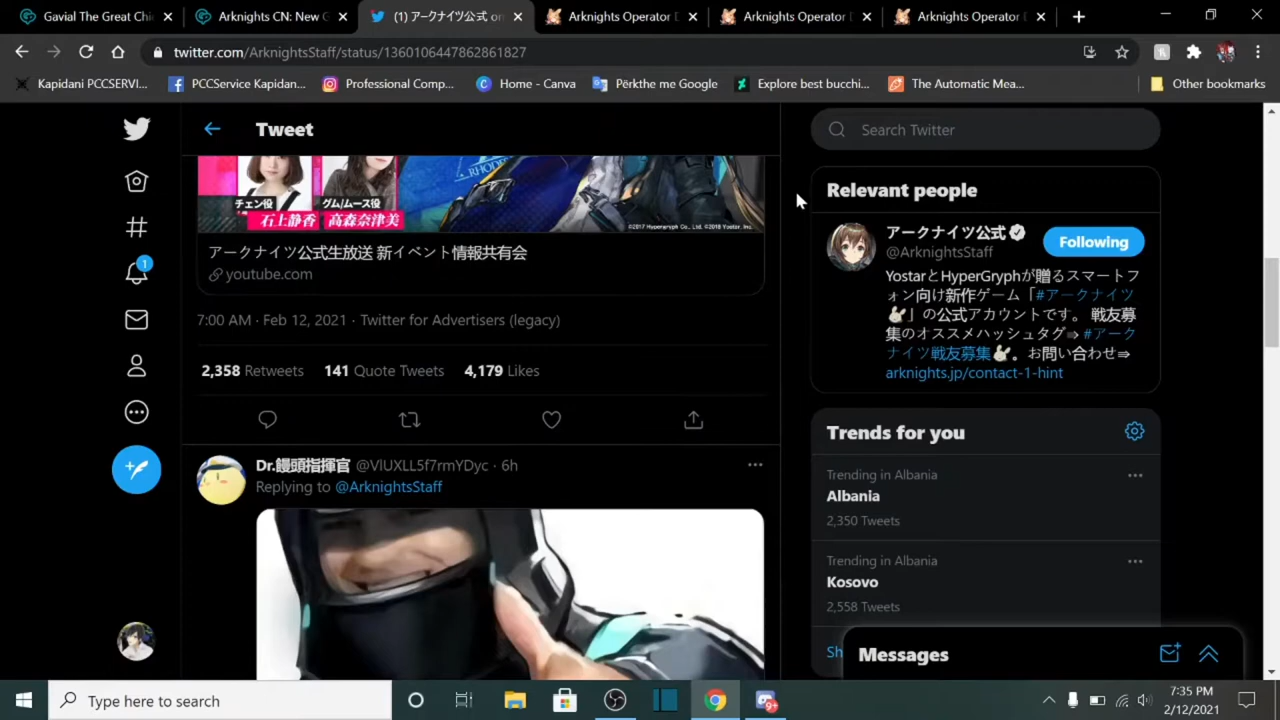 Gavial The Great Chi
Arknights CN: New G
(1) アークナイツ公式 on
Arknights Operator D
Arknights Operator D
Arknights Operator D
twitter.com/ArknightsStaff/status/1360106447862861827
Kapidani PCCSERVI...
PCCService Kapidan...
Professional Comp...
Home - Canva
Përkthe me Google
Explore best bucchi...
The Automatic Mea...
Other bookmarks
Tweet
Search Twitter
RHODE
チェン役
石上静香
グム/ムース役
高森奈津美
©2017 Hypergryph Co., Ltd. ©2018 Yostar, Inc.
アークナイツ公式生放送 新イベント情報共有会
youtube.com
7:00 AM · Feb 12, 2021 · Twitter for Advertisers (legacy)
2,358 Retweets 141 Quote Tweets 4,179 Likes
Dr.饅頭指揮官 @VlUXLL5f7rmYDyc · 6h
Replying to @ArknightsStaff
Relevant people
アークナイツ公式
@ArknightsStaff
Following
YostarとHyperGryphが贈るスマートフ
ォン向け新作ゲーム「#アークナイツ
」の公式アカウントです。 戦友募
集のオススメハッシュタグ⇒ #アーク
ナイツ戦友募集 。お問い合わせ⇒
arknights.jp/contact-1-hint
Trends for you
Trending in Albania
Albania
2,350 Tweets
Trending in Albania
Kosovo
2,558 Tweets
Sh
Messages
1
Type here to search
9+
7:35 PM
2/12/2021